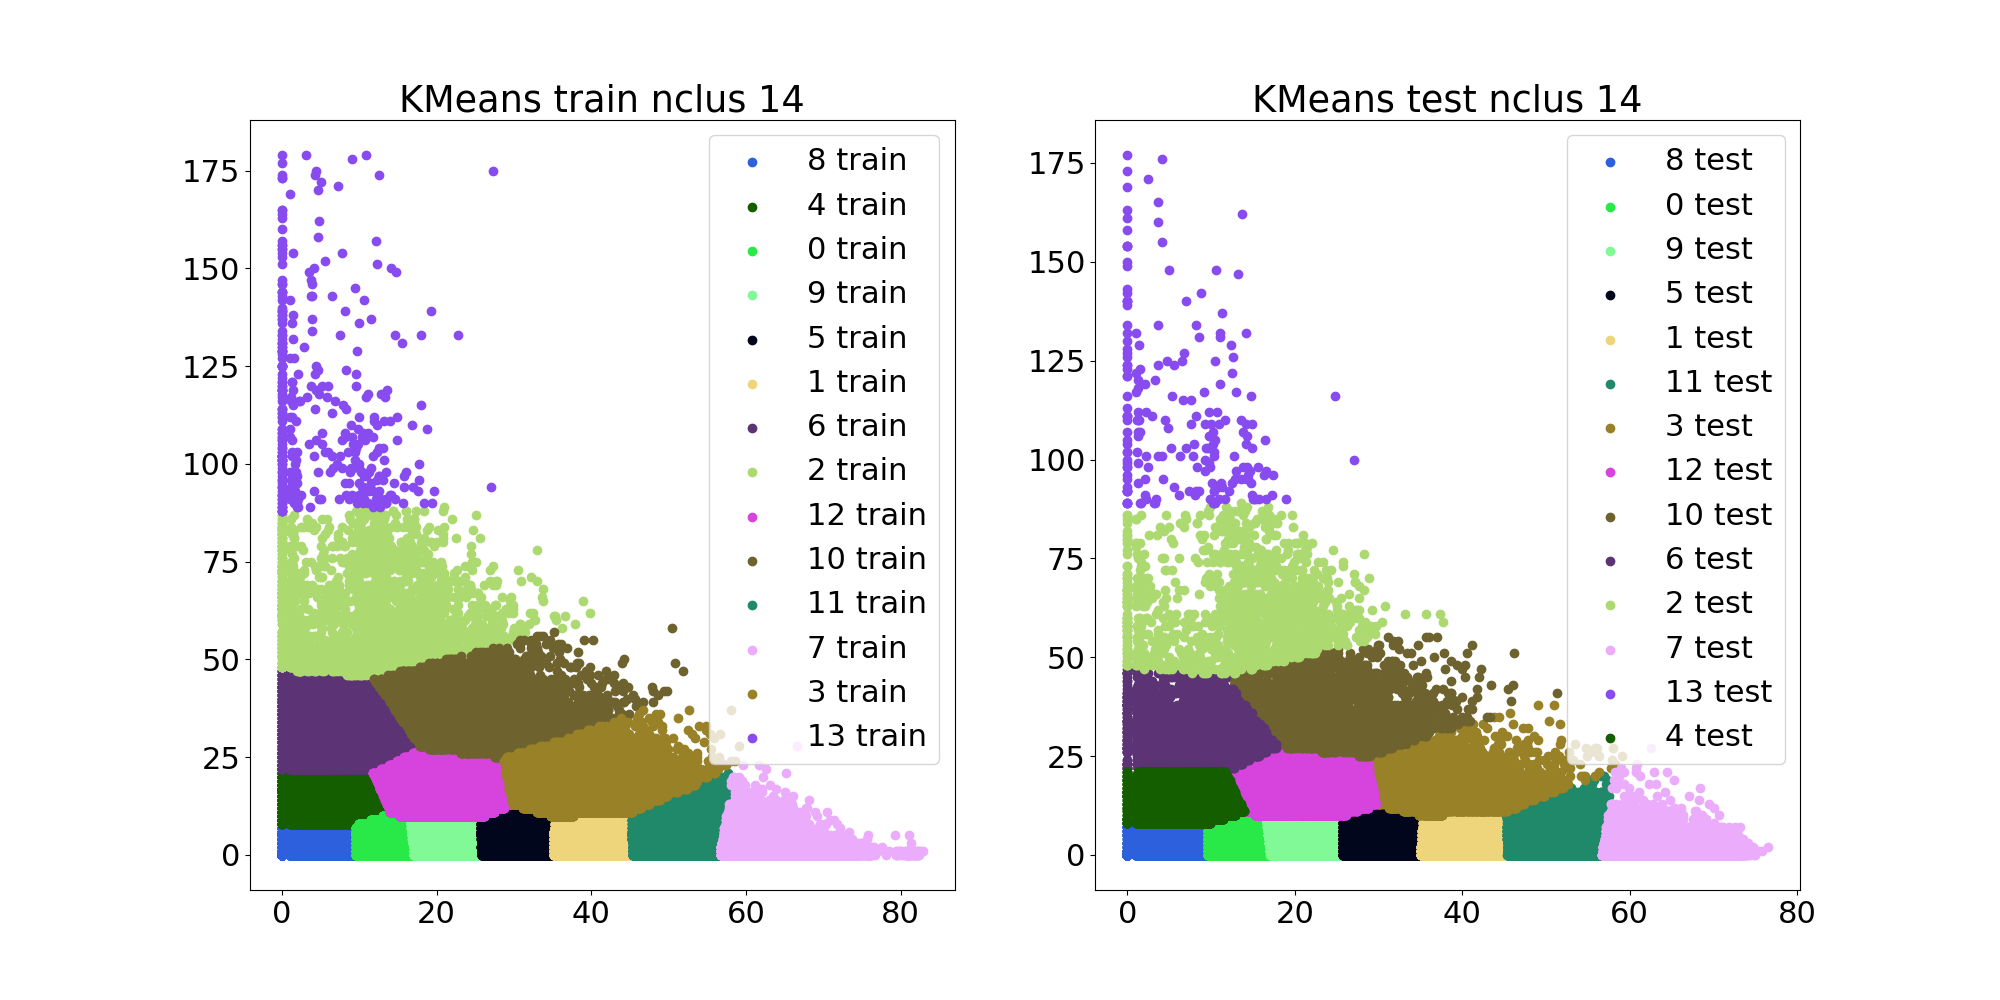 KMeans train nclus 14
175
150
125
100
75
50
25
0
0 20 40 60 80
8 train
4 train
0 train
9 train
5 train
1 train
6 train
2 train
12 train
10 train
11 train
7 train
3 train
13 train
KMeans test nclus 14
175
150
125
100
75
50
25
0
0 20 40 60 80
8 test
0 test
9 test
5 test
1 test
11 test
3 test
12 test
10 test
6 test
2 test
7 test
13 test
4 test